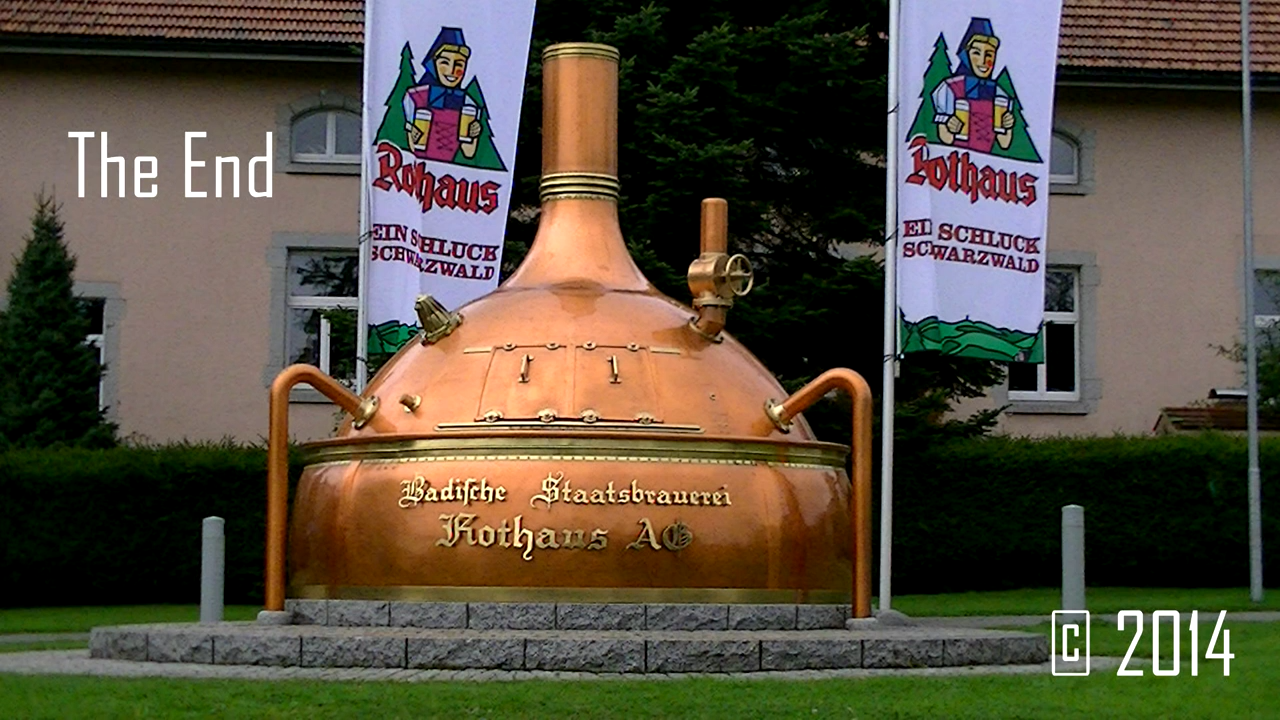 The End
Rothaus
EIN SCHLUCK
SCHWARZWALD
Rothaus
EIN SCHLUCK
SCHWARZWALD
Badische Staatsbrauerei
Rothaus AG
© 2014